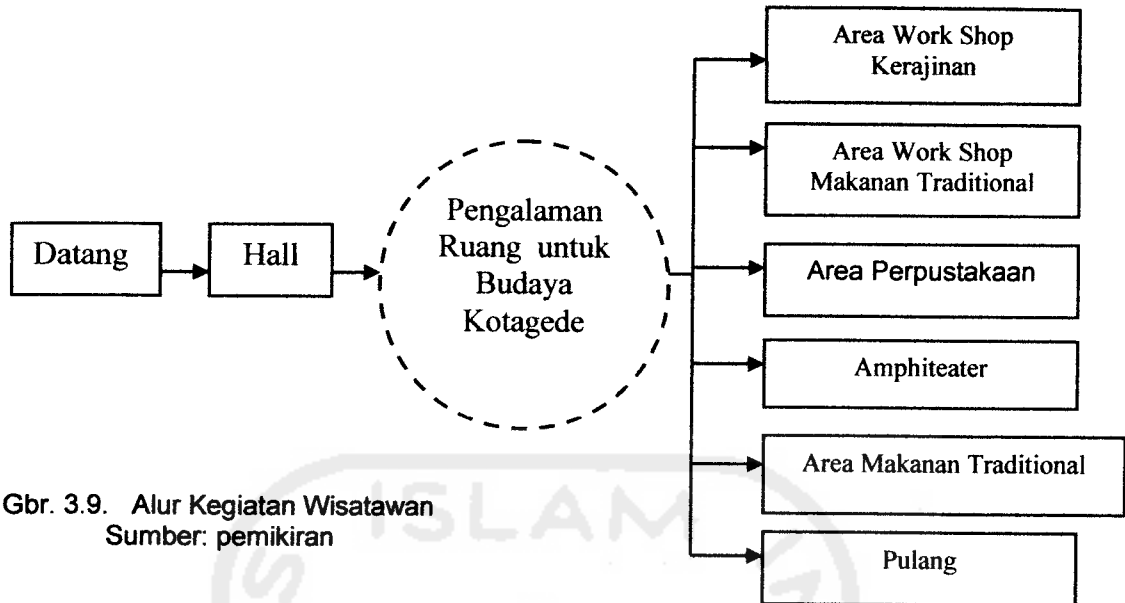 Datang
Hall
Pengalaman
Ruang untuk
Budaya
Kotagede
Area Work Shop
Kerajinan
Area Work Shop
Makanan Traditional
Area Perpustakaan
Amphiteater
Area Makanan Traditional
Pulang
Gbr. 3.9. Alur Kegiatan Wisatawan
Sumber: pemikiran
ISLAM